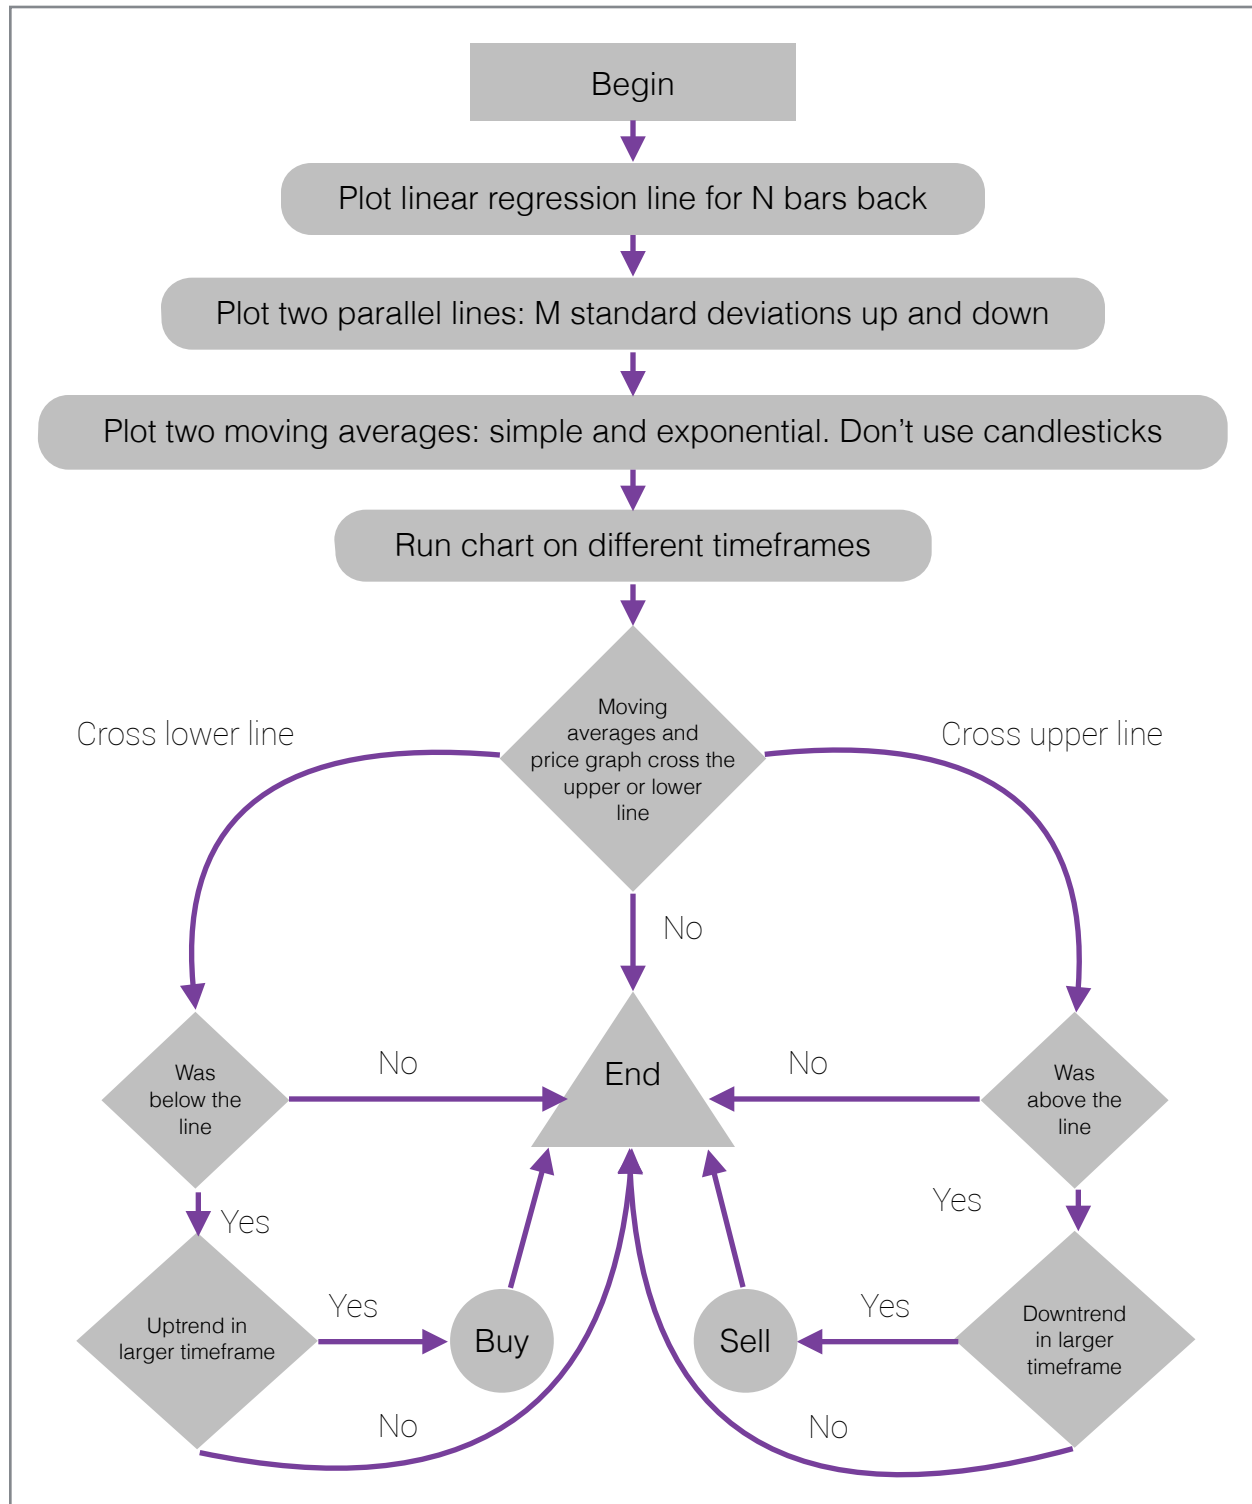 Begin
Plot linear regression line for N bars back
Plot two parallel lines: M standard deviations up and down
Plot two moving averages: simple and exponential. Don’t use candlesticks
Run chart on different timeframes
Moving
averages and
price graph cross the
upper or lower
line
Cross lower line
Cross upper line
No
Was
below the
line
No
End
No
Was
above the
line
Yes
Yes
Uptrend in
larger timeframe
Yes
Buy
Sell
Yes
Downtrend
in larger
timeframe
No
No